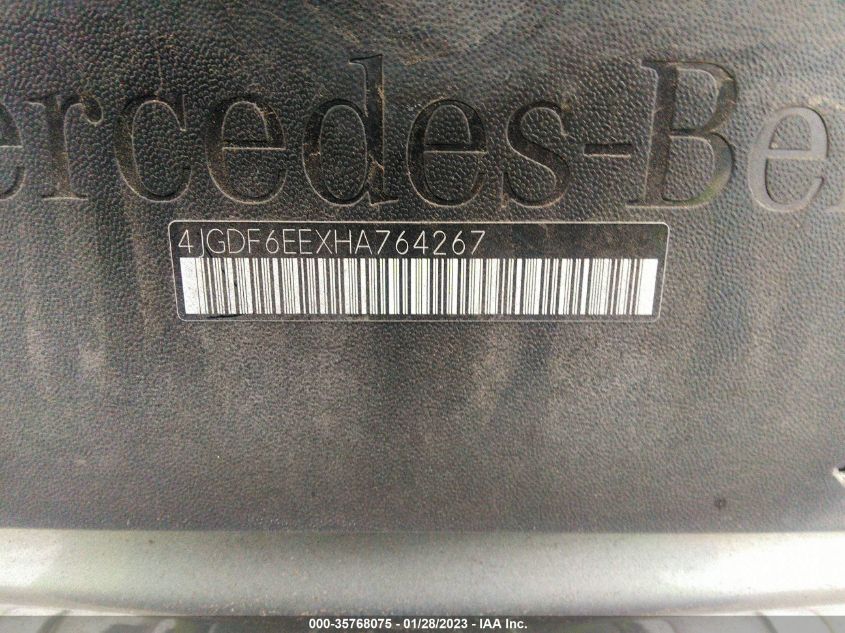 ercedes-Be
4JGDF6EEXHA764267
000-35768075 - 01/28/2023 - IAA Inc.